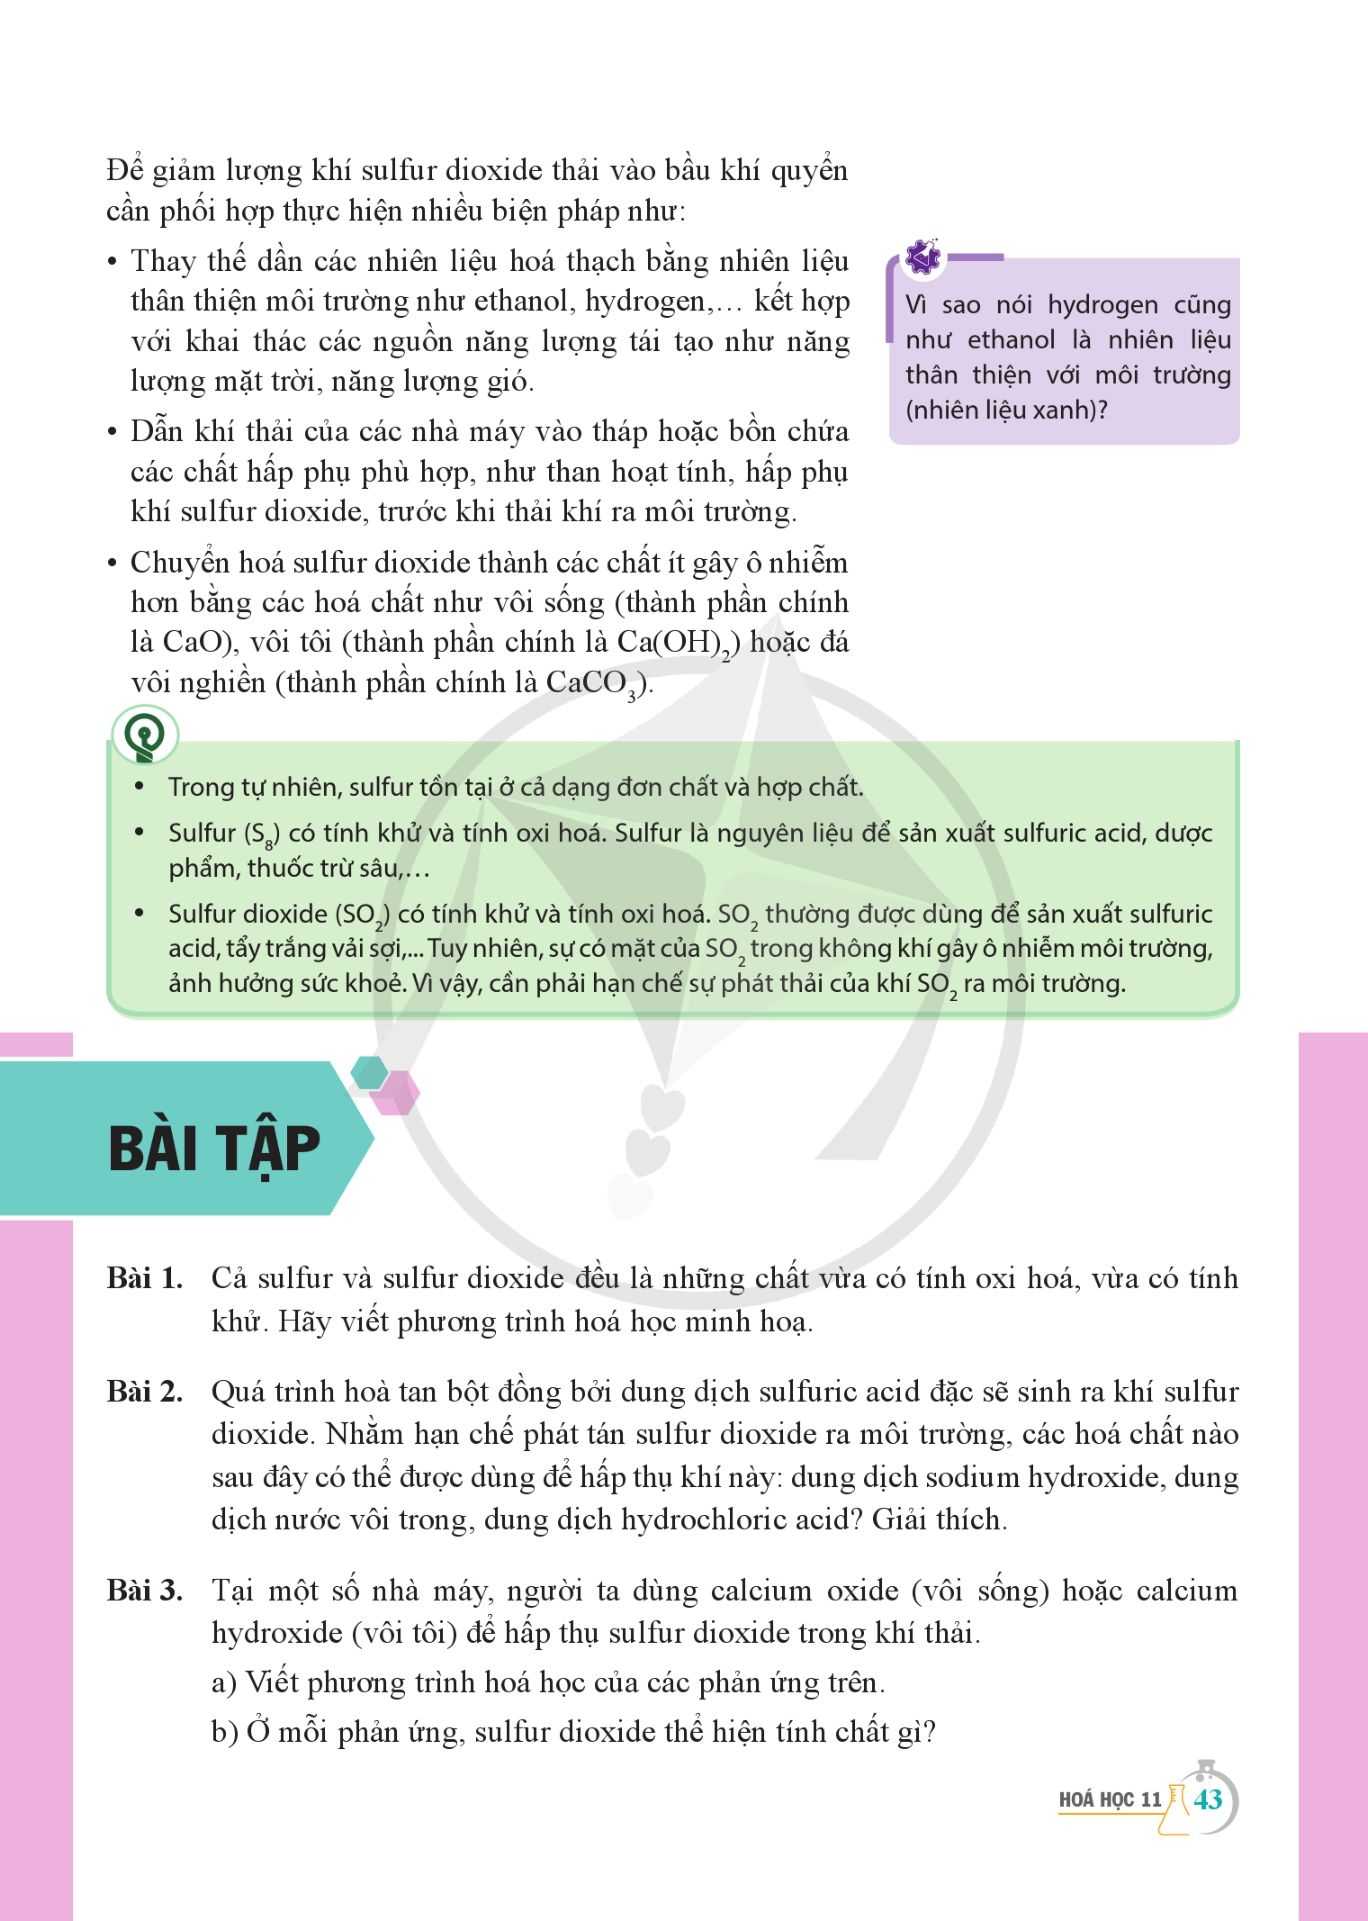 Để giảm lượng khí sulfur dioxide thải vào bầu khí quyển
cần phối hợp thực hiện nhiều biện pháp như:
• Thay thế dần các nhiên liệu hoá thạch bằng nhiên liệu
thân thiện môi trường như ethanol, hydrogen,… kết hợp
với khai thác các nguồn năng lượng tái tạo như năng
lượng mặt trời, năng lượng gió.
• Dẫn khí thải của các nhà máy vào tháp hoặc bồn chứa
các chất hấp phụ phù hợp, như than hoạt tính, hấp phụ
khí sulfur dioxide, trước khi thải khí ra môi trường.
• Chuyển hoá sulfur dioxide thành các chất ít gây ô nhiễm
hơn bằng các hoá chất như vôi sống (thành phần chính
là CaO), vôi tôi (thành phần chính là Ca(OH)₂) hoặc đá
vôi nghiền (thành phần chính là CaCO₃).
Vì sao nói hydrogen cũng
như ethanol là nhiên liệu
thân thiện với môi trường
(nhiên liệu xanh)?
• Trong tự nhiên, sulfur tồn tại ở cả dạng đơn chất và hợp chất.
• Sulfur (S₈) có tính khử và tính oxi hoá. Sulfur là nguyên liệu để sản xuất sulfuric acid, dược
phẩm, thuốc trừ sâu,…
• Sulfur dioxide (SO₂) có tính khử và tính oxi hoá. SO₂ thường được dùng để sản xuất sulfuric
acid, tẩy trắng vải sợi,... Tuy nhiên, sự có mặt của SO₂ trong không khí gây ô nhiễm môi trường,
ảnh hưởng sức khoẻ. Vì vậy, cần phải hạn chế sự phát thải của khí SO₂ ra môi trường.
BÀI TẬP
Bài 1. Cả sulfur và sulfur dioxide đều là những chất vừa có tính oxi hoá, vừa có tính
khử. Hãy viết phương trình hoá học minh hoạ.
Bài 2. Quá trình hoà tan bột đồng bởi dung dịch sulfuric acid đặc sẽ sinh ra khí sulfur
dioxide. Nhằm hạn chế phát tán sulfur dioxide ra môi trường, các hoá chất nào
sau đây có thể được dùng để hấp thụ khí này: dung dịch sodium hydroxide, dung
dịch nước vôi trong, dung dịch hydrochloric acid? Giải thích.
Bài 3. Tại một số nhà máy, người ta dùng calcium oxide (vôi sống) hoặc calcium
hydroxide (vôi tôi) để hấp thụ sulfur dioxide trong khí thải.
a) Viết phương trình hoá học của các phản ứng trên.
b) Ở mỗi phản ứng, sulfur dioxide thể hiện tính chất gì?
HOÁ HỌC 11 43